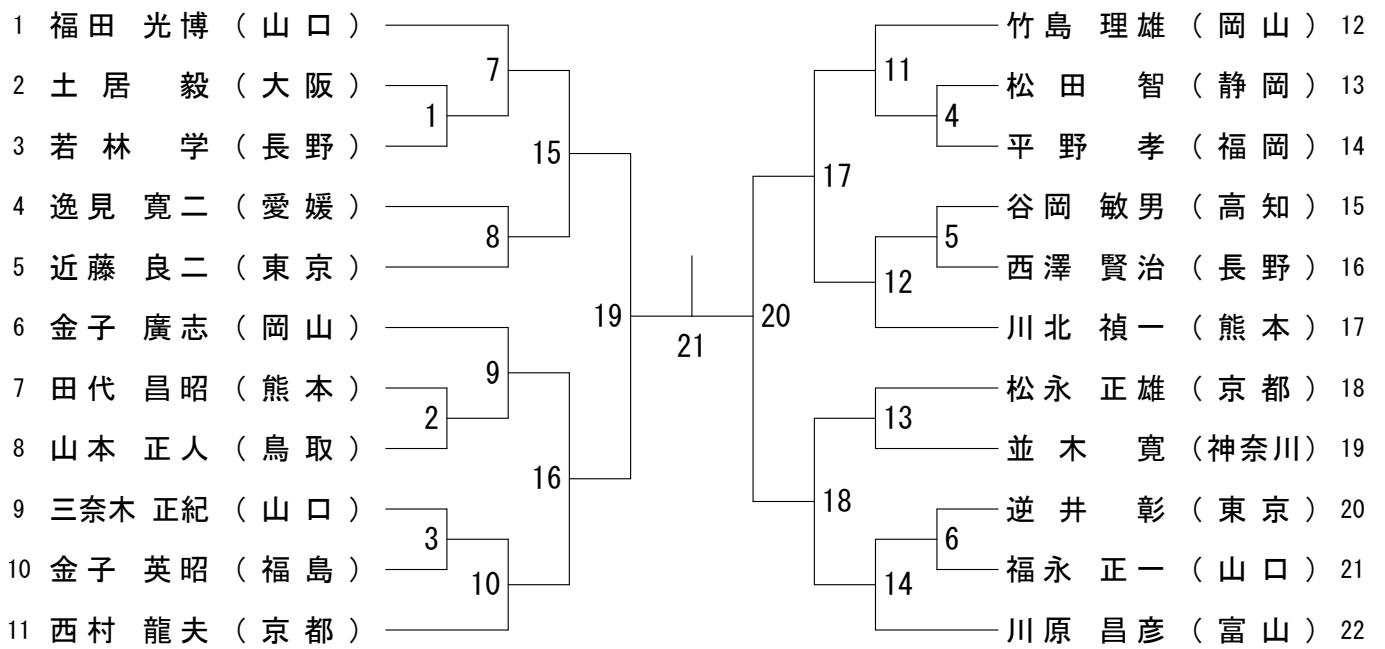 1 福田 光博 ( 山口 )
2 土居 毅 ( 大阪 )
3 若林 学 ( 長野 )
4 逸見 寛二 ( 愛媛 )
5 近藤 良二 ( 東京 )
6 金子 廣志 ( 岡山 )
7 田代 昌昭 ( 熊本 )
8 山本 正人 ( 鳥取 )
9 三奈木 正紀 ( 山口 )
10 金子 英昭 ( 福島 )
11 西村 龍夫 ( 京都 )
7
1
15
8
19
9
2
16
3
10
21
20
11
4
17
5
12
13
18
6
14
竹島 理雄 ( 岡山 ) 12
松田 智 ( 静岡 ) 13
平野 孝 ( 福岡 ) 14
谷岡 敏男 ( 高知 ) 15
西澤 賢治 ( 長野 ) 16
川北 禎一 ( 熊本 ) 17
松永 正雄 ( 京都 ) 18
並木 寛 (神奈川) 19
逆井 彰 ( 東京 ) 20
福永 正一 ( 山口 ) 21
川原 昌彦 ( 富山 ) 22